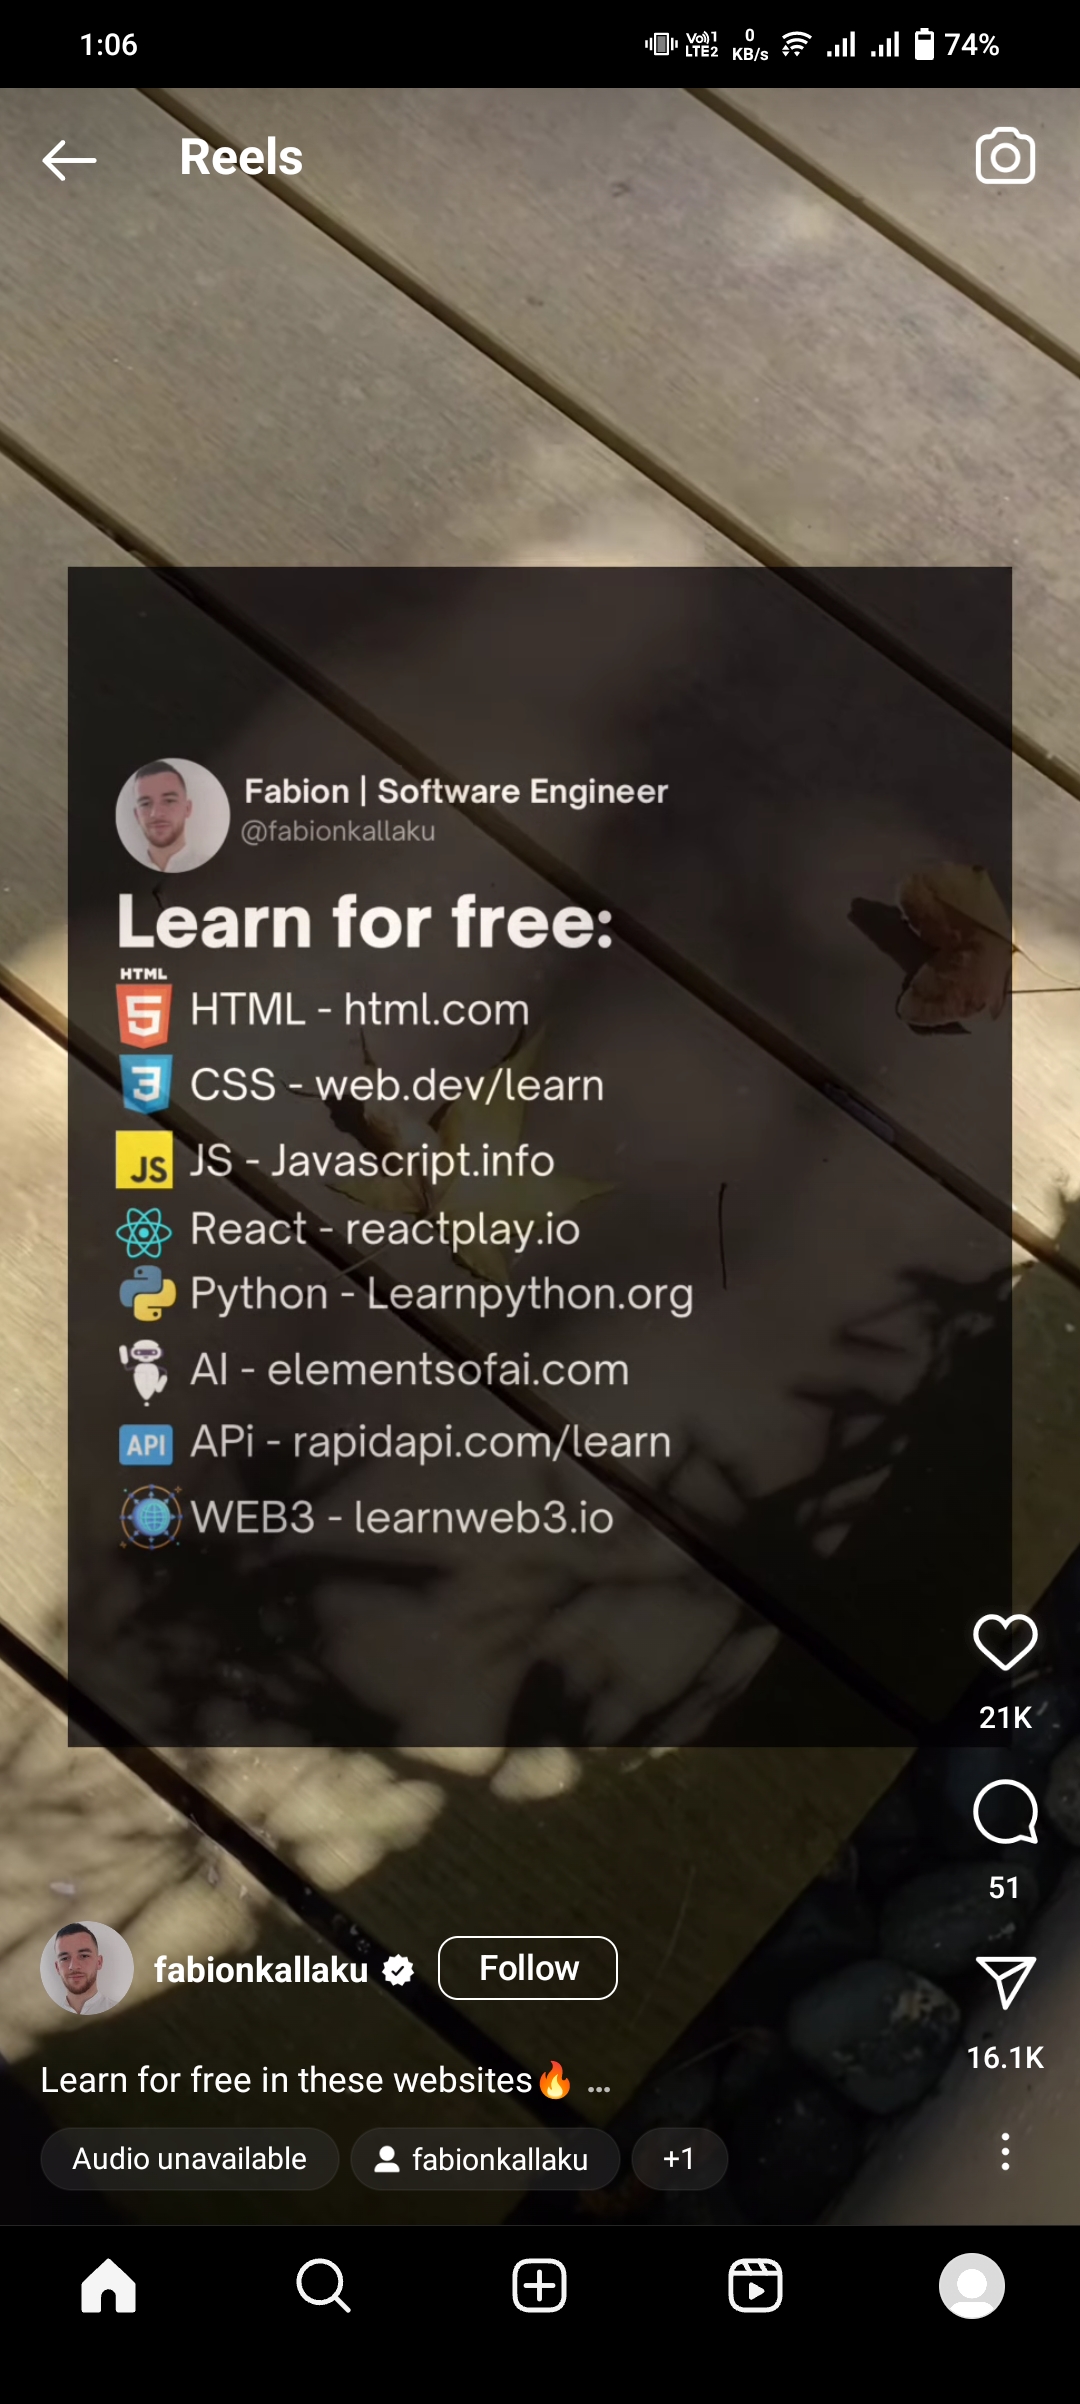 1:06
Vo))1
LTE2
0
KB/s
74%
Reels
Fabion | Software Engineer
@fabionkallaku
Learn for free:
HTML
5
HTML - html.com
3
CSS - web.dev/learn
JS
JS - Javascript.info
React - reactplay.io
Python - Learnpython.org
AI - elementsofai.com
API
APi - rapidapi.com/learn
WEB3 - learnweb3.io
21K
51
fabionkallaku
Follow
16.1K
Learn for free in these websites🔥 ...
Audio unavailable
fabionkallaku
+1